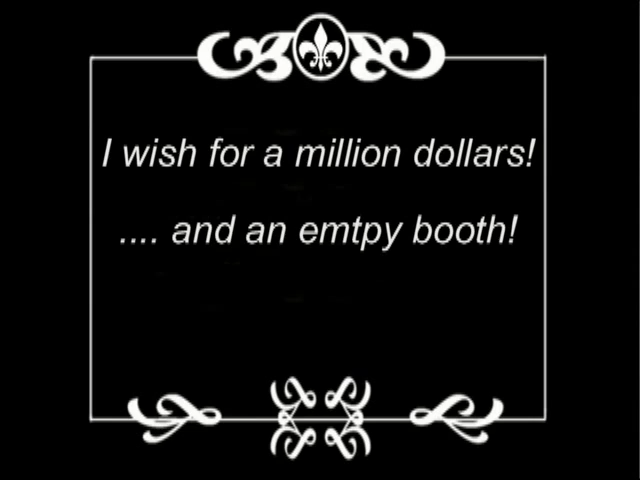 I wish for a million dollars!
.... and an emtpy booth!